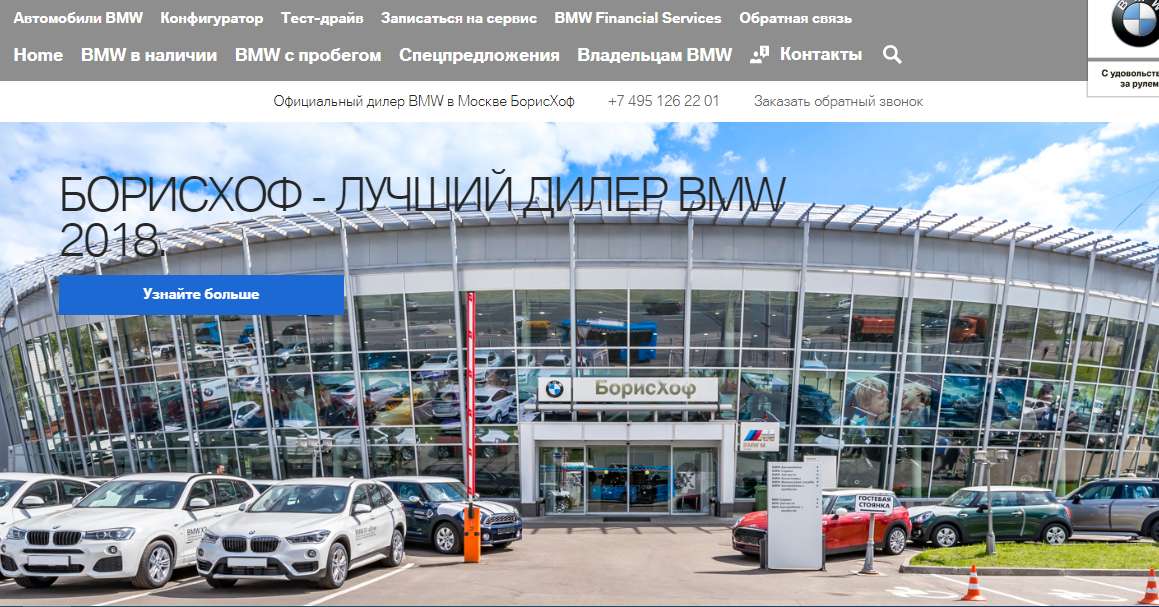 Автомобили BMW Конфигуратор Тест-драйв Записаться на сервис BMW Financial Services Обратная связь
Home BMW в наличии BMW с пробегом Спецпредложения Владельцам BMW Контакты
С удовольств
за рулем
Официальный дилер BMW в Москве БорисХоф +7 495 126 22 01 Заказать обратный звонок
БОРИСХОФ - ЛУЧШИЙ ДИЛЕР BMW
2018.
Узнайте больше
БорисХоф
ГОСТЕВАЯ
СТОЯНКА